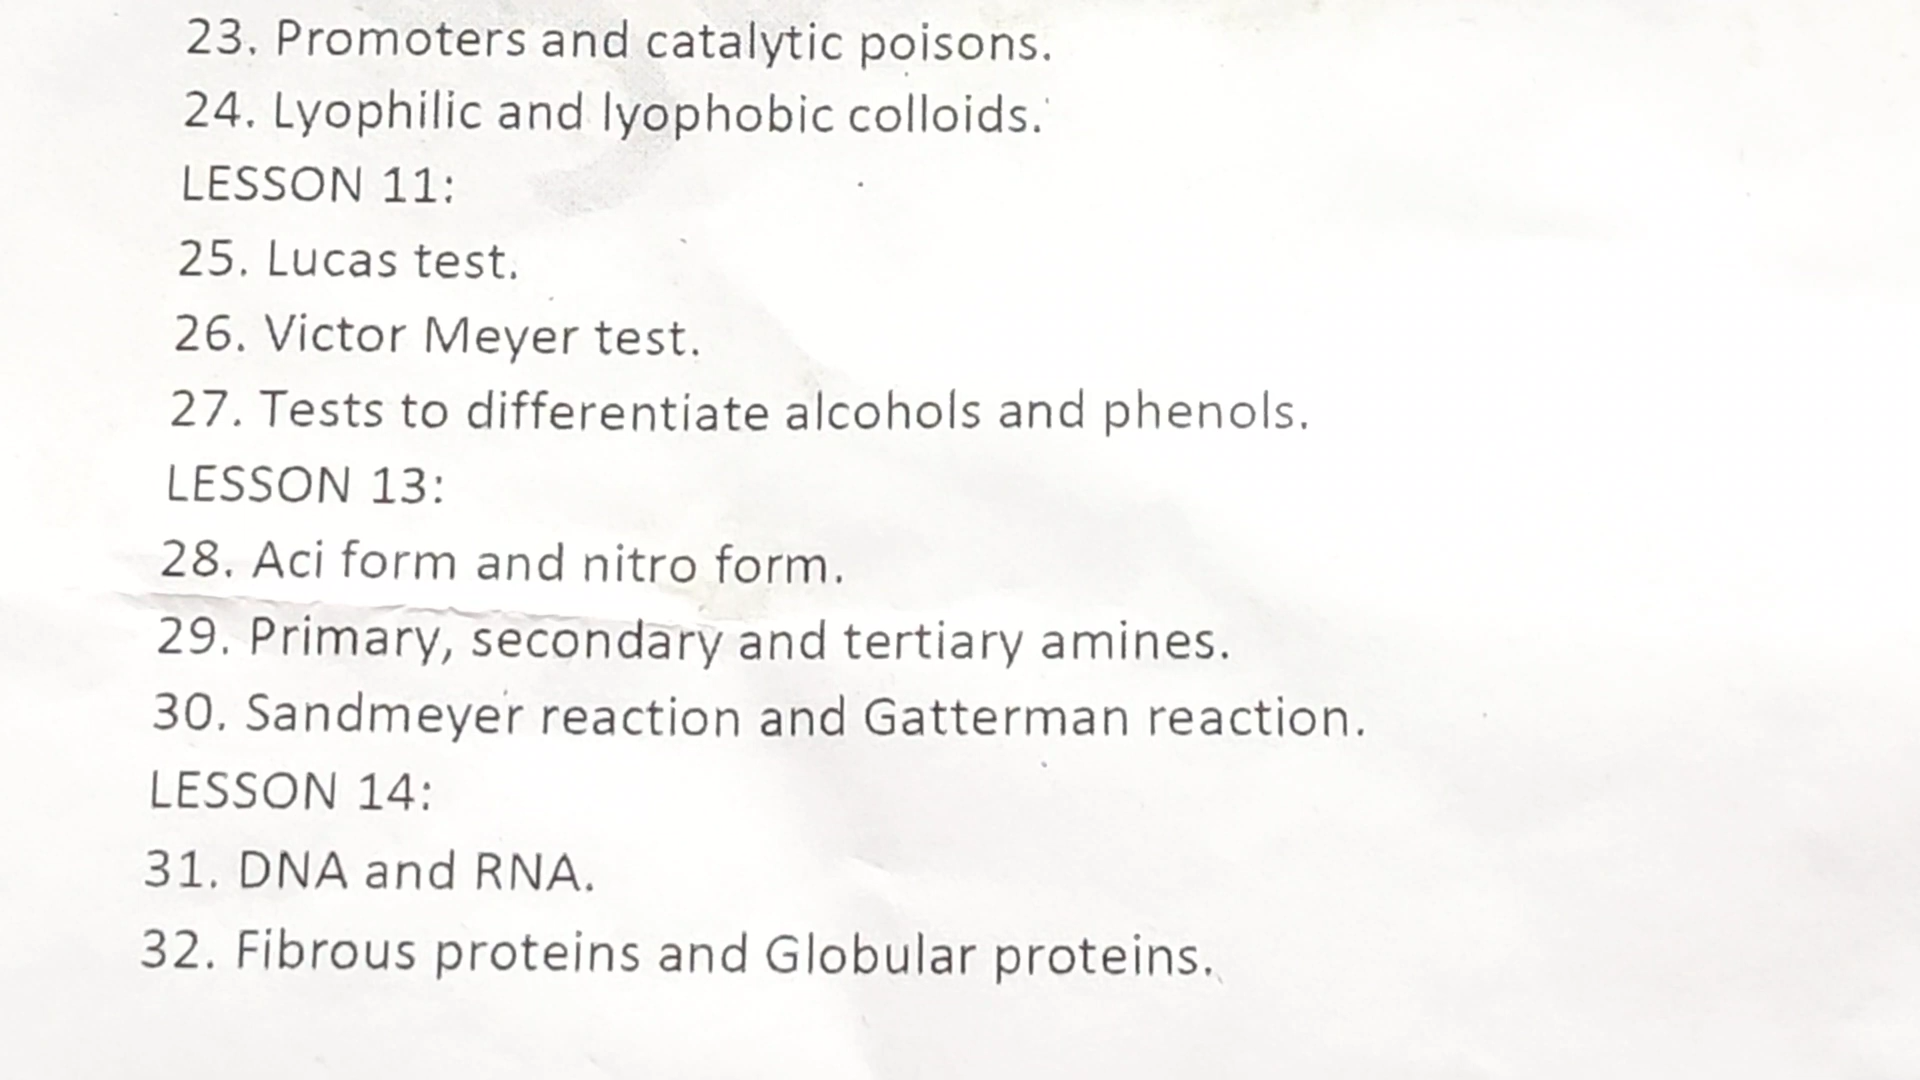 23. Promoters and catalytic poisons.
24. Lyophilic and lyophobic colloids.
LESSON 11:
25. Lucas test.
26. Victor Meyer test.
27. Tests to differentiate alcohols and phenols.
LESSON 13:
28. Aci form and nitro form.
29. Primary, secondary and tertiary amines.
30. Sandmeyer reaction and Gatterman reaction.
LESSON 14:
31. DNA and RNA.
32. Fibrous proteins and Globular proteins.